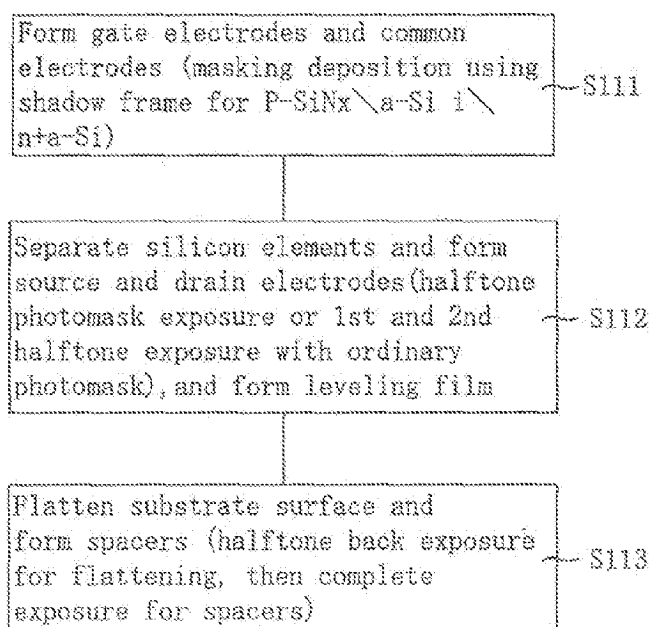 Form gate electrodes and common
electrodes (masking deposition using
shadow frame for P-SiNx\a-Si i\
n+a-Si)
S111
Separate silicon elements and form
source and drain electrodes(halftone
photomask exposure or 1st and 2nd
halftone exposure with ordinary
photomask),and form leveling film
S112
Flatten substrate surface and
form spacers (halftone back exposure
for flattening, then complete
exposure for spacers)
S113